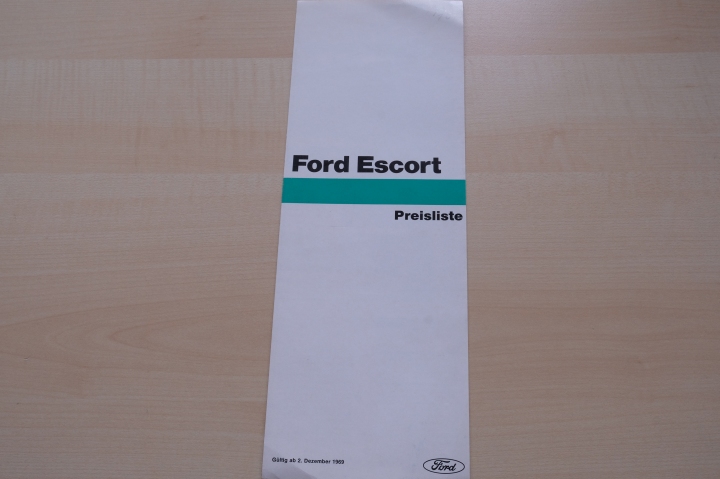 Ford Escort
Preisliste
Gültig ab 2. Dezember 1969
Ford